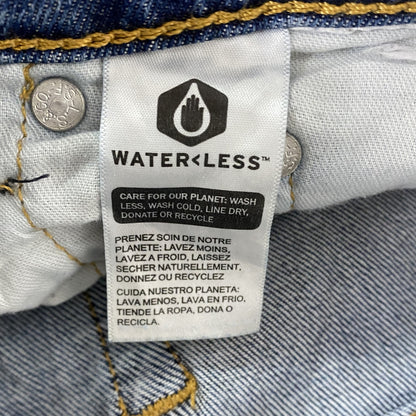 WATER<LESS™
CARE FOR OUR PLANET: WASH
LESS, WASH COLD, LINE DRY,
DONATE OR RECYCLE
PRENEZ SOIN DE NOTRE
PLANETE: LAVEZ MOINS,
LAVEZ A FROID, LAISSEZ
SECHER NATURELLEMENT,
DONNEZ OU RECYCLEZ
CUIDA NUESTRO PLANETA:
LAVA MENOS, LAVA EN FRIO.
TIENDE LA ROPA, DONA O
RECICLA.